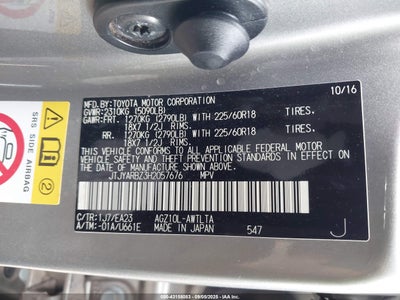 MFD.BY:TOYOTA MOTOR CORPORATION 10/16
GVWR:2310KG (5090LB)
GAWR:FRT. 1270KG (2790LB) WITH 225/60R18 TIRES.
18X7 1/2J RIMS
RR. 1270KG (2790LB) WITH 225/60R18 TIRES.
18X7 1/2J RIMS
THIS VEHICLE CONFORMS TO ALL APPLICABLE FEDERAL MOTOR
VEHICLE SAFETY, BUMPER AND THEFT PREVENTION STANDARDS
IN EFFECT ON THE DATE OF MANUFACTURE SHOWN ABOVE.
JTJYARBZ3H2057676 MPV
C/TR:1J7/EA23 AGZ10L-AWTLTA
A/TM:-01A/U661E MADE IN JAPAN 547 J
SRS SIDE AIRBAGS